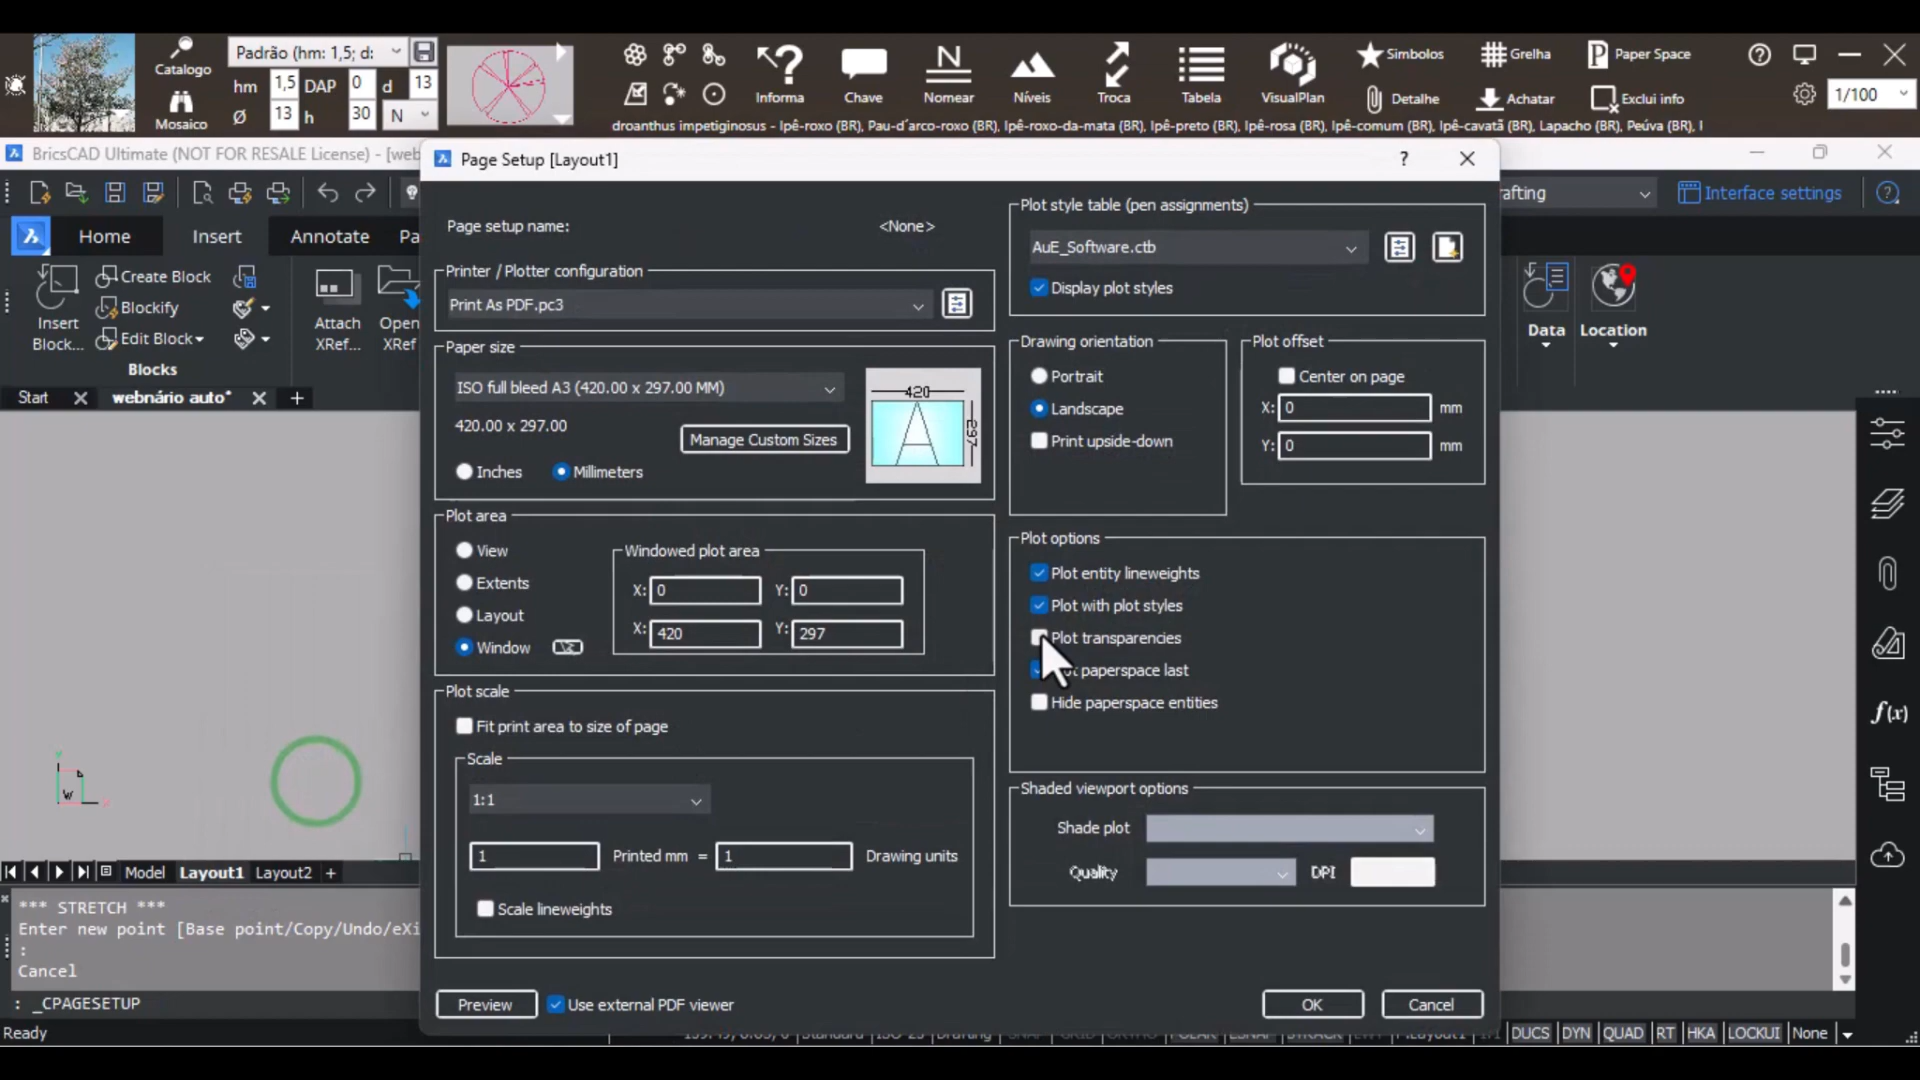 Catalogo
Mosaico
Padrão (hm: 1,5; d:
hm 1,5 DAP 0 d 13
Ø 13 h 30 N
Informa
Chave
Nomear
Níveis
Troca
Tabela
VisualPlan
Simbolos
Detalhe
Grelha
Achatar
Paper Space
Exclui info
1/100
droanthus impetiginosus - Ipê-roxo (BR), Pau-d´arco-roxo (BR), Ipê-roxo-da-mata (BR), Ipê-preto (BR), Ipê-rosa (BR), Ipê-comum (BR), Ipê-cavatã (BR), Lapacho (BR), Peúva (BR), I
BricsCAD Ultimate (NOT FOR RESALE License) - [web
afting
Interface settings
Home
Insert
Annotate
Pa
Insert
Block...
Create Block
Blockify
Edit Block
Blocks
Attach
XRef...
Open
XRef
Data
Location
Start
webnário auto*
Page Setup [Layout1]
Page setup name:
<None>
Printer / Plotter configuration
Print As PDF.pc3
Paper size
ISO full bleed A3 (420.00 x 297.00 MM)
420.00 x 297.00
Manage Custom Sizes
Inches
Millimeters
420
297
A
Plot area
View
Extents
Layout
Window
Windowed plot area
X: 0 Y: 0
X: 420 Y: 297
Plot scale
Fit print area to size of page
Scale
1:1
1 Printed mm = 1 Drawing units
Scale lineweights
Plot style table (pen assignments)
AuE_Software.ctb
Display plot styles
Drawing orientation
Portrait
Landscape
Print upside-down
Plot offset
Center on page
X: 0 mm
Y: 0 mm
Plot options
Plot entity lineweights
Plot with plot styles
Plot transparencies
paperspace last
Hide paperspace entities
Shaded viewport options
Shade plot
Quality
DPI
Preview
Use external PDF viewer
OK
Cancel
W
Model
Layout1
Layout2
*** STRETCH ***
Enter new point [Base point/Copy/Undo/eXi
:
Cancel
: _CPAGESETUP
Ready
DUCS DYN QUAD RT HKA LOCKUI None